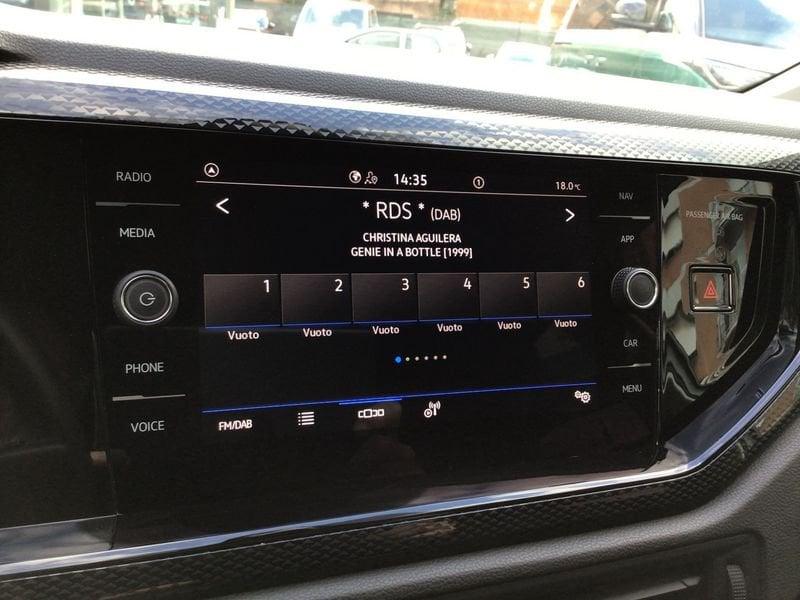 RADIO
MEDIA
PHONE
VOICE
14:35
1
18.0°C
* RDS * (DAB)
CHRISTINA AGUILERA
GENIE IN A BOTTLE [1999]
1 2 3 4 5 6
Vuoto Vuoto Vuoto Vuoto Vuoto Vuoto
FM/DAB
NAV
APP
CAR
MENU
PASSENGER AIR BAG